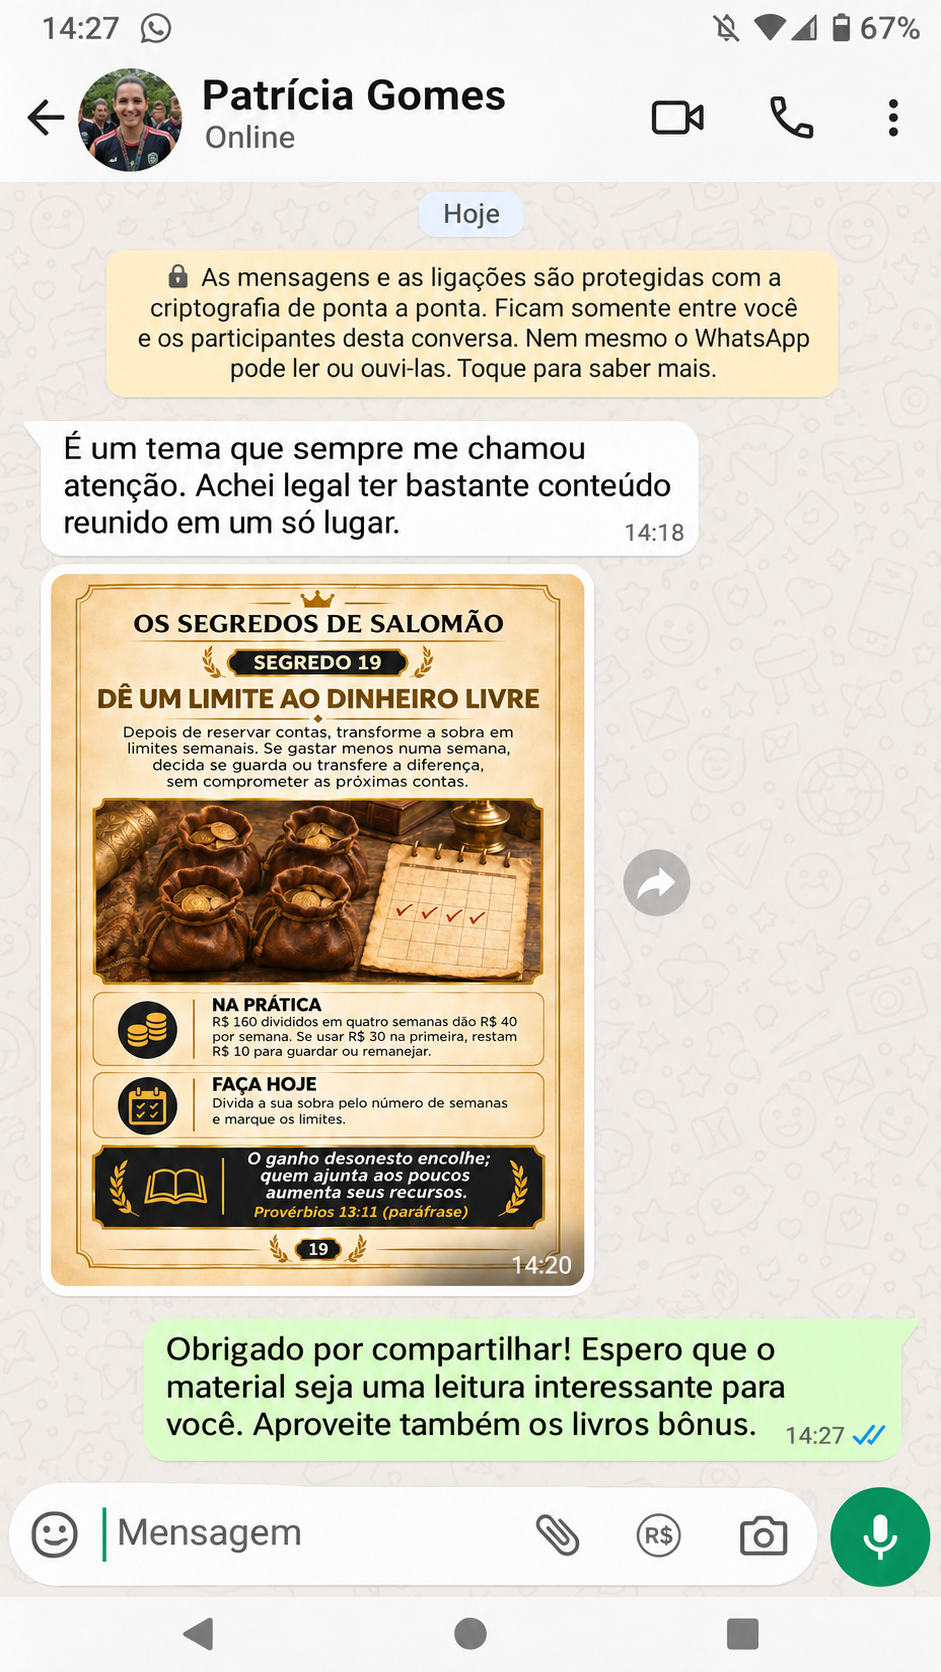 14:27
67%
Patrícia Gomes
Online
Hoje
As mensagens e as ligações são protegidas com a
criptografia de ponta a ponta. Ficam somente entre você
e os participantes desta conversa. Nem mesmo o WhatsApp
pode ler ou ouvi-las. Toque para saber mais.
É um tema que sempre me chamou
atenção. Achei legal ter bastante conteúdo
reunido em um só lugar.
14:18
OS SEGREDOS DE SALOMÃO
SEGREDO 19
DÊ UM LIMITE AO DINHEIRO LIVRE
Depois de reservar contas, transforme a sobra em
limites semanais. Se gastar menos numa semana,
decida se guarda ou transfere a diferença,
sem comprometer as próximas contas.
NA PRÁTICA
R$ 160 divididos em quatro semanas dão R$ 40
por semana. Se usar R$ 30 na primeira, restam
R$ 10 para guardar ou remanejar.
FAÇA HOJE
Divida a sua sobra pelo número de semanas
e marque os limites.
O ganho desonesto encolhe;
quem ajunta aos poucos
aumenta seus recursos.
Provérbios 13:11 (paráfrase)
19
14:20
Obrigado por compartilhar! Espero que o
material seja uma leitura interessante para
você. Aproveite também os livros bônus.
14:27
Mensagem
R$